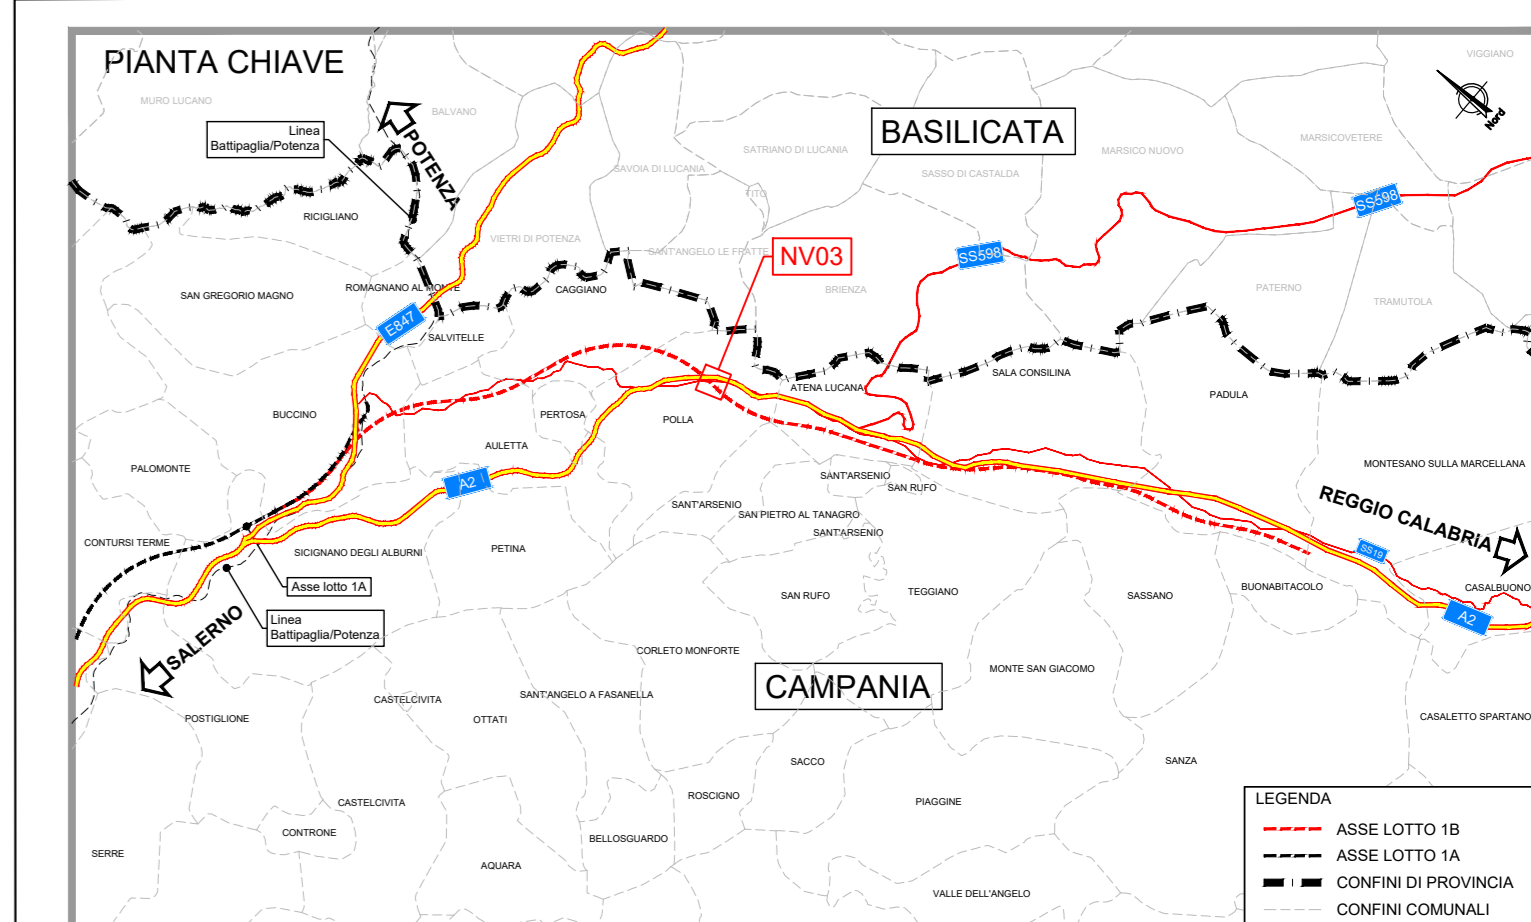 PIANTA CHIAVE
VIGGIANO
MURO LUCANO
BALVANO
Nord
Linea
Battipaglia/Potenza
POTENZA
BASILICATA
MARSICOVETERE
SATRIANO DI LUCANIA
MARSICO NUOVO
SAVOIA DI LUCANIA
SASSO DI CASTALDA
TITO
SS598
RICIGLIANO
VIETRI DI POTENZA
SANT'ANGELO LE FRATTE
NV03
SS598
SAN GREGORIO MAGNO
ROMAGNANO AL MONTE
CAGGIANO
BRIENZA
PATERNO
TRAMUTOLA
E847
SALVITELLE
SALA CONSILINA
ATENA LUCANA
PADULA
BUCCINO
PERTOSA
POLLA
AULETTA
PALOMONTE
A2
SANT'ARSENIO
SAN RUFO
MONTESANO SULLA MARCELLANA
SANT'ARSENIO
SAN PIETRO AL TANAGRO
SANT'ARSENIO
REGGIO CALABRiA
CONTURSI TERME
SICIGNANO DEGLI ALBURNI
PETINA
SS19
Asse lotto 1A
SAN RUFO
TEGGIANO
SASSANO
BUONABITACOLO
CASALBUONO
A2
Linea
Battipaglia/Potenza
SALERNO
CORLETO MONFORTE
MONTE SAN GIACOMO
CAMPANIA
CASTELCIVITA
SANT'ANGELO A FASANELLA
POSTIGLIONE
OTTATI
CASALETTO SPARTANO
SACCO
SANZA
ROSCIGNO
PIAGGINE
CASTELCIVITA
CONTRONE
BELLOSGUARDO
SERRE
AQUARA
VALLE DELL'ANGELO
LEGENDA
ASSE LOTTO 1B
ASSE LOTTO 1A
CONFINI DI PROVINCIA
CONFINI COMUNALI